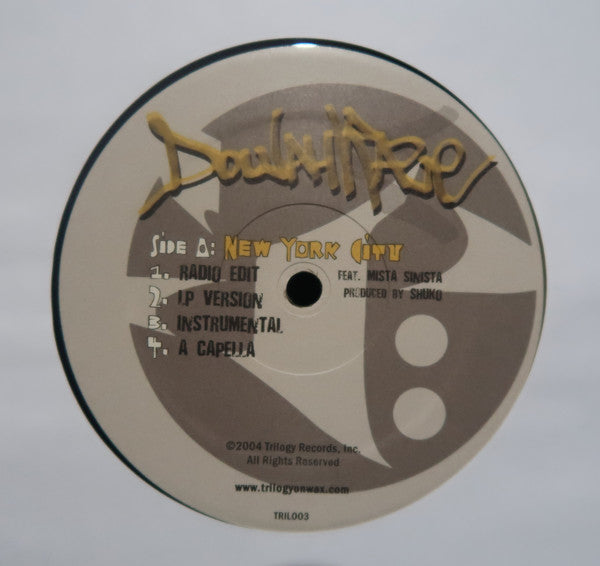 DoujahRaze
Side A: New York City
1. RADIO EDIT
2. LP VERSION
3. INSTRUMENTAL
4. A CAPELLA
FEAT. MISTA SINISTA
PRODUCED BY SHUKO
©2004 Trilogy Records, Inc.
All Rights Reserved
www.trilogyonwax.com
TRIL003